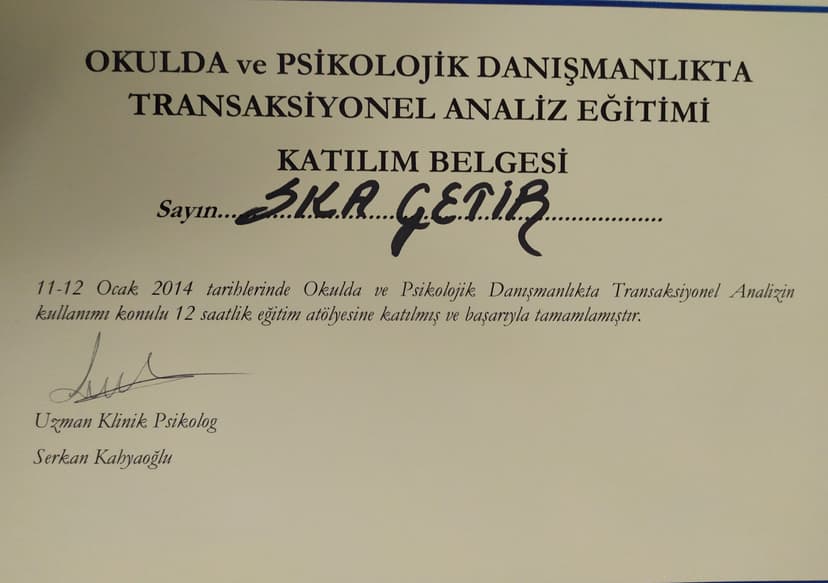 OKULDA ve PSİKOLOJİK DANIŞMANLIKTA
TRANSAKSİYONEL ANALİZ EĞİTİMİ
KATILIM BELGESİ
Sayın... SKA GETİR ...................
11-12 Ocak 2014 tarihlerinde Okulda ve Psikolojik Danışmanlıkta Transaksiyonel Analizin
kullanımı konulu 12 saatlik eğitim atölyesine katılmış ve başarıyla tamamlamıştır.
Uzman Klinik Psikolog
Serkan Kahyaoğlu